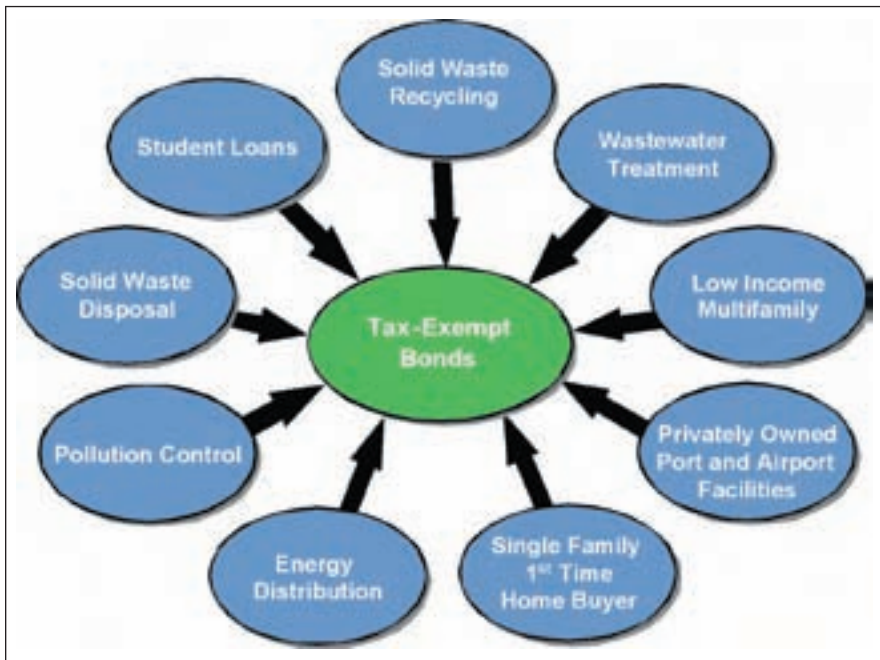 Solid Waste
Recycling
Student Loans
Wastewater
Treatment
Solid Waste
Disposal
Low Income
Multifamily
Tax-Exempt
Bonds
Pollution Control
Privately Owned
Port and Airport
Facilities
Energy
Distribution
Single Family
1st Time
Home Buyer